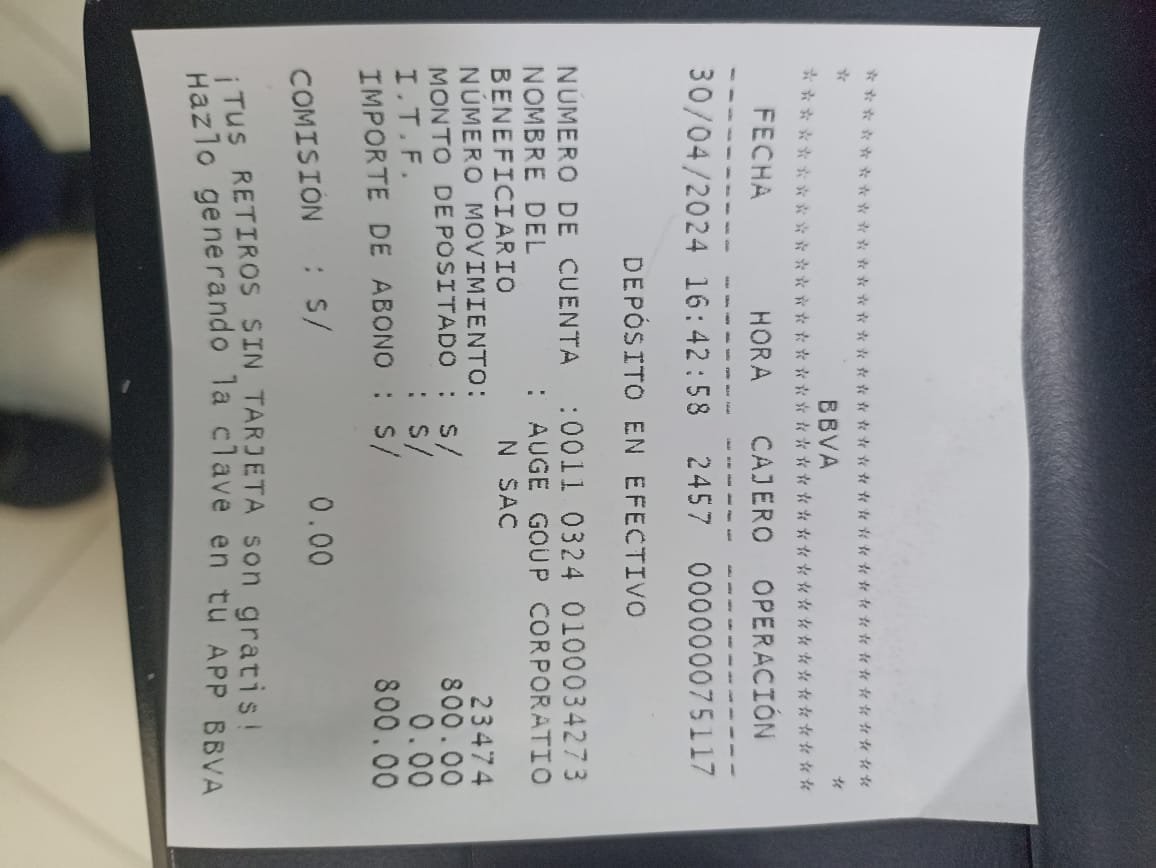 ****************************************
* BBVA *
****************************************
FECHA HORA CAJERO OPERACIÓN
---------- -------- ------ ------------
30/04/2024 16:42:58 2457 000000075117
DEPÓSITO EN EFECTIVO
NÚMERO DE CUENTA :0011 0324 0100034273
NOMBRE DEL : AUGE GOUP CORPORATIO
BENEFICIARIO N SAC
NÚMERO MOVIMIENTO: 23474
MONTO DEPOSITADO : S/ 800.00
I.T.F. : S/ 0.00
IMPORTE DE ABONO : S/ 800.00
COMISIÓN : S/ 0.00
¡Tus RETIROS SIN TARJETA son gratis!
Hazlo generando la clave en tu APP BBVA